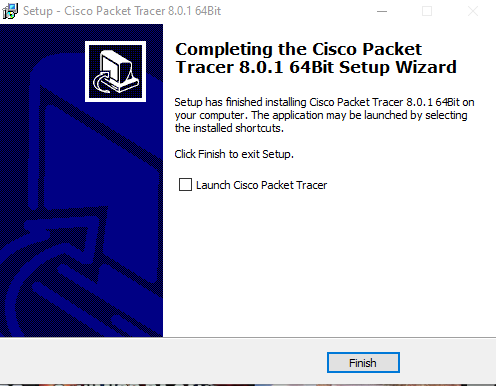 Setup - Cisco Packet Tracer 8.0.1 64Bit
Completing the Cisco Packet
Tracer 8.0.1 64Bit Setup Wizard
Setup has finished installing Cisco Packet Tracer 8.0.1 64Bit on
your computer. The application may be launched by selecting
the installed shortcuts.
Click Finish to exit Setup.
Launch Cisco Packet Tracer
Finish